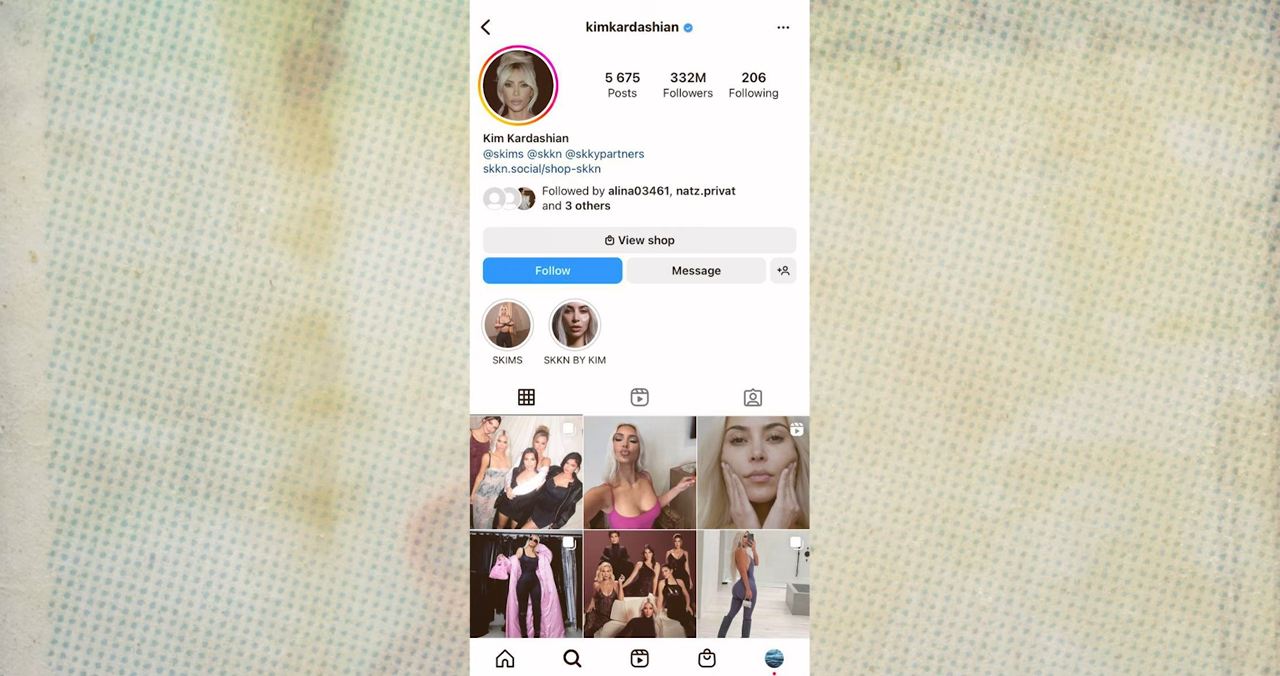 kimkardashian
5 675 332M 206
Posts Followers Following
Kim Kardashian
@skims @skkn @skkypartners
skkn.social/shop-skkn
Followed by alina03461, natz.privat
and 3 others
View shop
Follow Message
SKIMS SKKN BY KIM